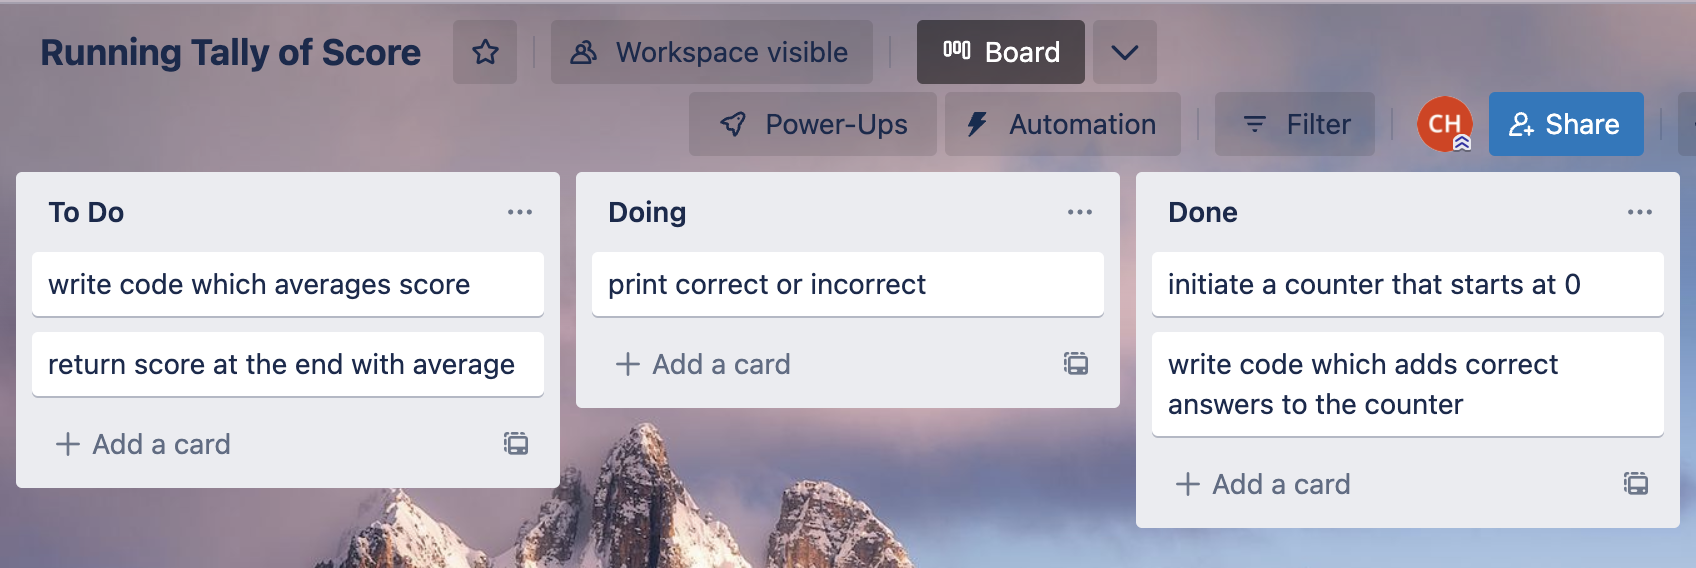 Running Tally of Score
Workspace visible
Board
Power-Ups
Automation
Filter
CH
Share
To Do
write code which averages score
return score at the end with average
Add a card
Doing
print correct or incorrect
Add a card
Done
initiate a counter that starts at 0
write code which adds correct
answers to the counter
Add a card